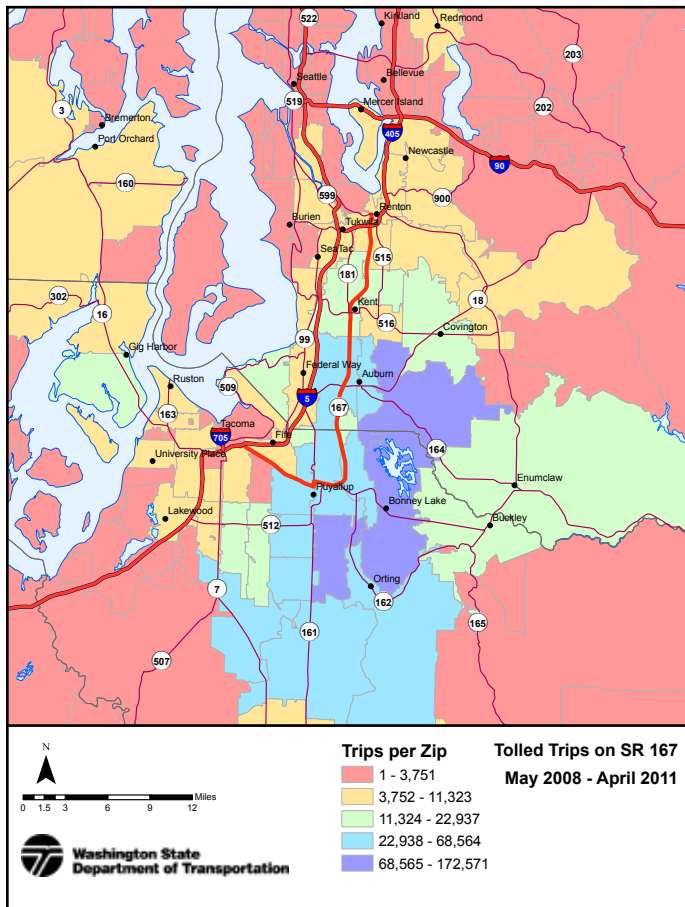 522
Kirkland
Redmond
203
Seattle
Bellevue
519
Mercer Island
202
3
Bremerton
405
Port Orchard
Newcastle
90
160
599
900
Renton
Burien
Tukwila
SeaTac
515
181
302
18
16
Kent
516
99
Covington
Gig Harbor
Federal Way
Ruston
509
Auburn
5
163
167
Tacoma
705
Fife
164
University Place
Enumclaw
Puyallup
Bonney Lake
Lakewood
512
Buckley
Orting
7
162
165
161
507
N
Miles
0 1.5 3 6 9 12
Washington State
Department of Transportation
Trips per Zip
1 - 3,751
3,752 - 11,323
11,324 - 22,937
22,938 - 68,564
68,565 - 172,571
Tolled Trips on SR 167
May 2008 - April 2011